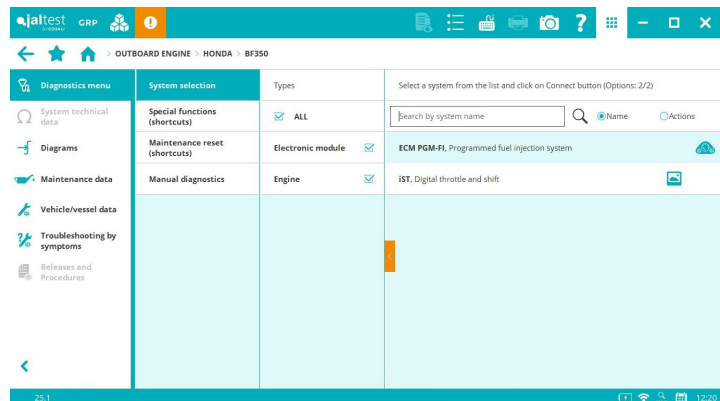 jaltest GRP
BY COJALI
> OUTBOARD ENGINE > HONDA > BF350
Diagnostics menu
System technical
data
Diagrams
Maintenance data
Vehicle/vessel data
Troubleshooting by
symptoms
Releases and
Procedures
System selection
Special functions
(shortcuts)
Maintenance reset
(shortcuts)
Manual diagnostics
Types
ALL
Electronic module
Engine
Select a system from the list and click on Connect button (Options: 2/2)
Search by system name
Name
Actions
ECM PGM-FI, Programmed fuel injection system
iST, Digital throttle and shift
25.1
12:20